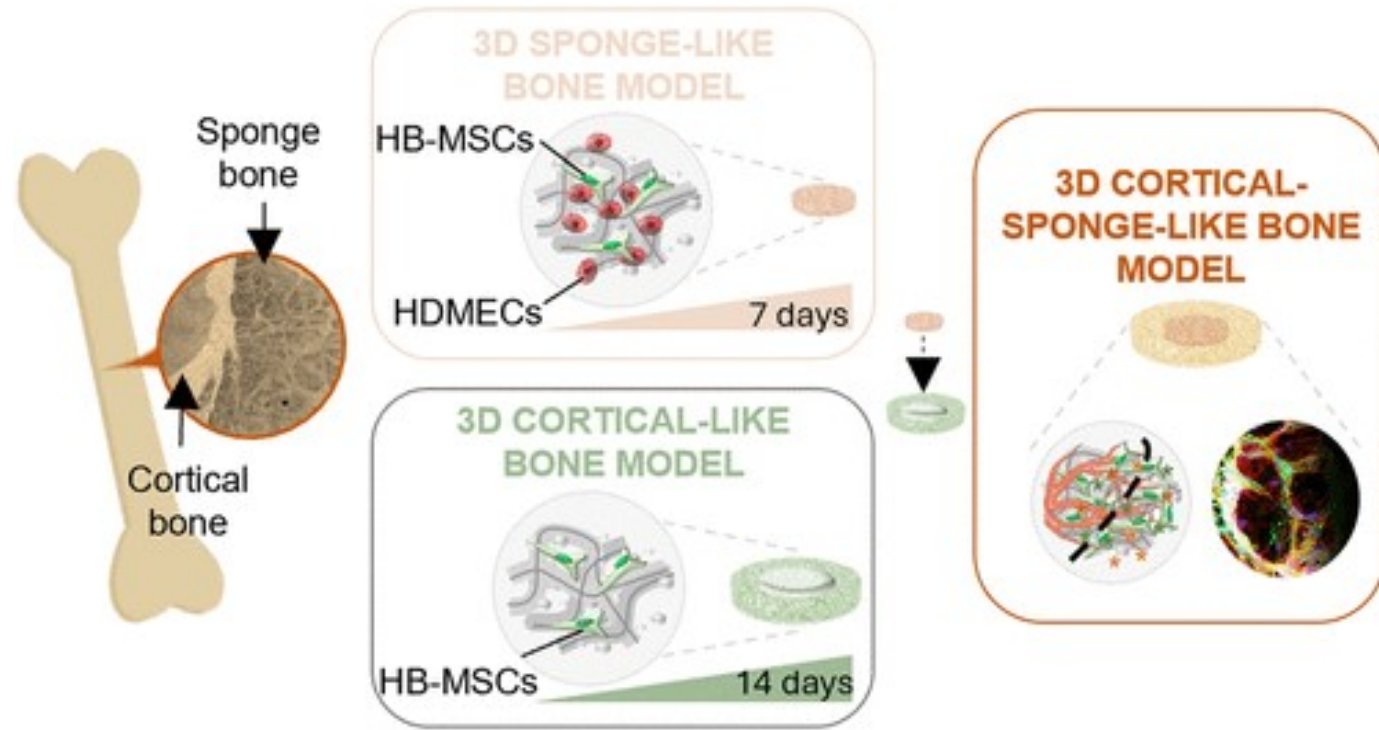 Sponge
bone
Cortical
bone
3D SPONGE-LIKE
BONE MODEL
HB-MSCs
HDMECs
7 days
3D CORTICAL-LIKE
BONE MODEL
HB-MSCs
14 days
3D CORTICAL-
SPONGE-LIKE BONE
MODEL